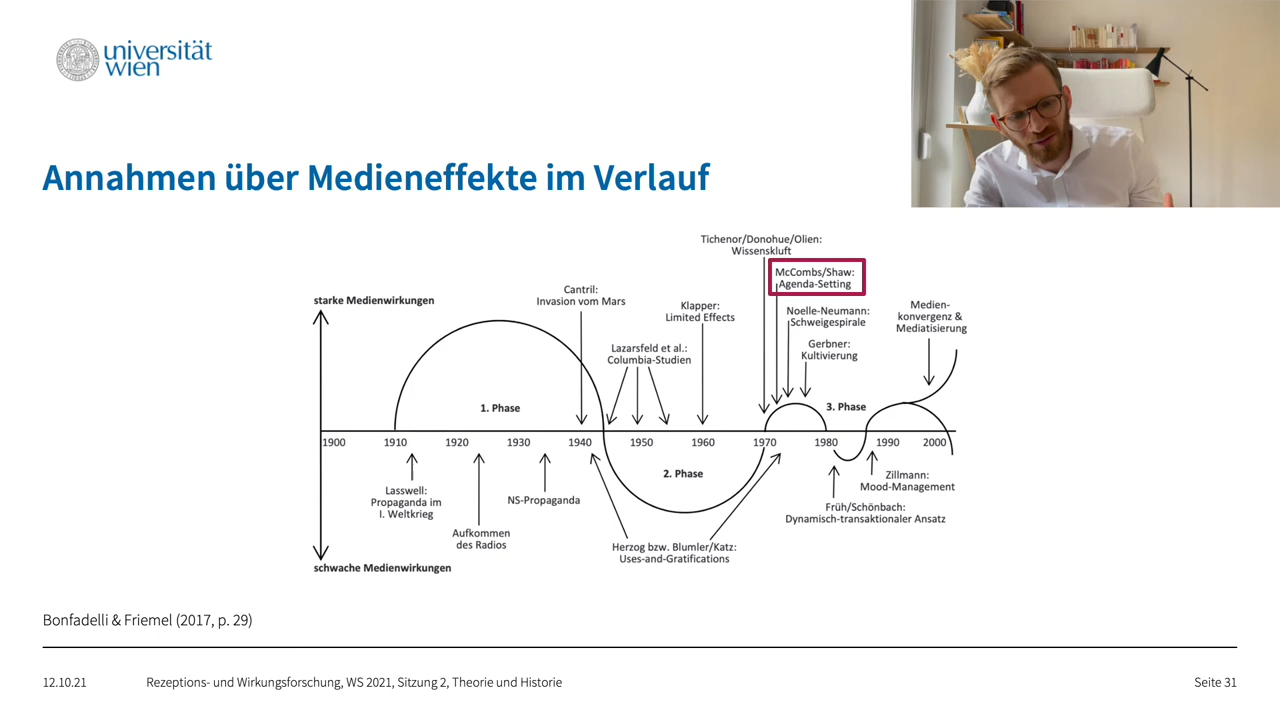 universität
wien
Annahmen über Medieneffekte im Verlauf
Tichenor/Donohue/Olien:
Wissenskluft
McCombs/Shaw:
Agenda-Setting
Cantril:
Invasion vom Mars
starke Medienwirkungen
Klapper:
Limited Effects
Noelle-Neumann:
Schweigespirale
Medien-
konvergenz &
Mediatisierung
Lazarsfeld et al.:
Columbia-Studien
Gerbner:
Kultivierung
1. Phase
3. Phase
1900 1910 1920 1930 1940 1950 1960 1970 1980 1990 2000
2. Phase
Lasswell:
Propaganda im
I. Weltkrieg
NS-Propaganda
Zillmann:
Mood-Management
Früh/Schönbach:
Dynamisch-transaktionaler Ansatz
Aufkommen
des Radios
Herzog bzw. Blumler/Katz:
Uses-and-Gratifications
schwache Medienwirkungen
Bonfadelli & Friemel (2017, p. 29)
12.10.21 Rezeptions- und Wirkungsforschung, WS 2021, Sitzung 2, Theorie und Historie Seite 31